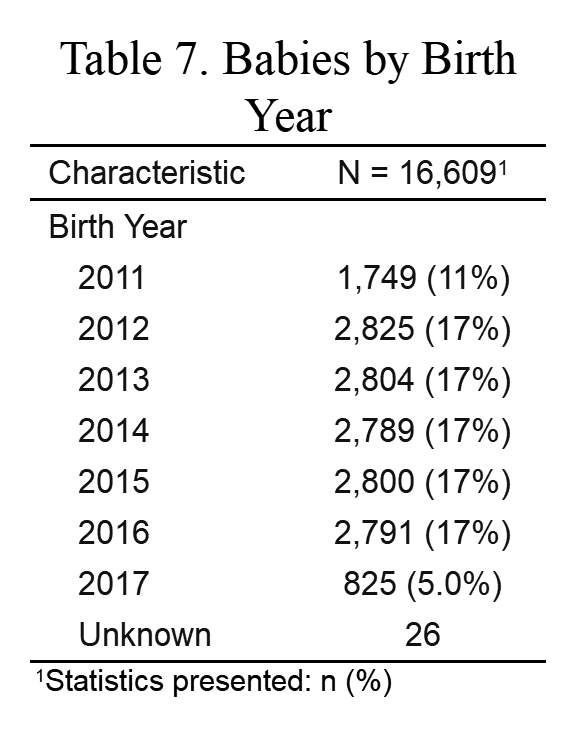 Table 7. Babies by Birth
Year
Characteristic N = 16,609¹
Birth Year
2011 1,749 (11%)
2012 2,825 (17%)
2013 2,804 (17%)
2014 2,789 (17%)
2015 2,800 (17%)
2016 2,791 (17%)
2017 825 (5.0%)
Unknown 26
¹Statistics presented: n (%)